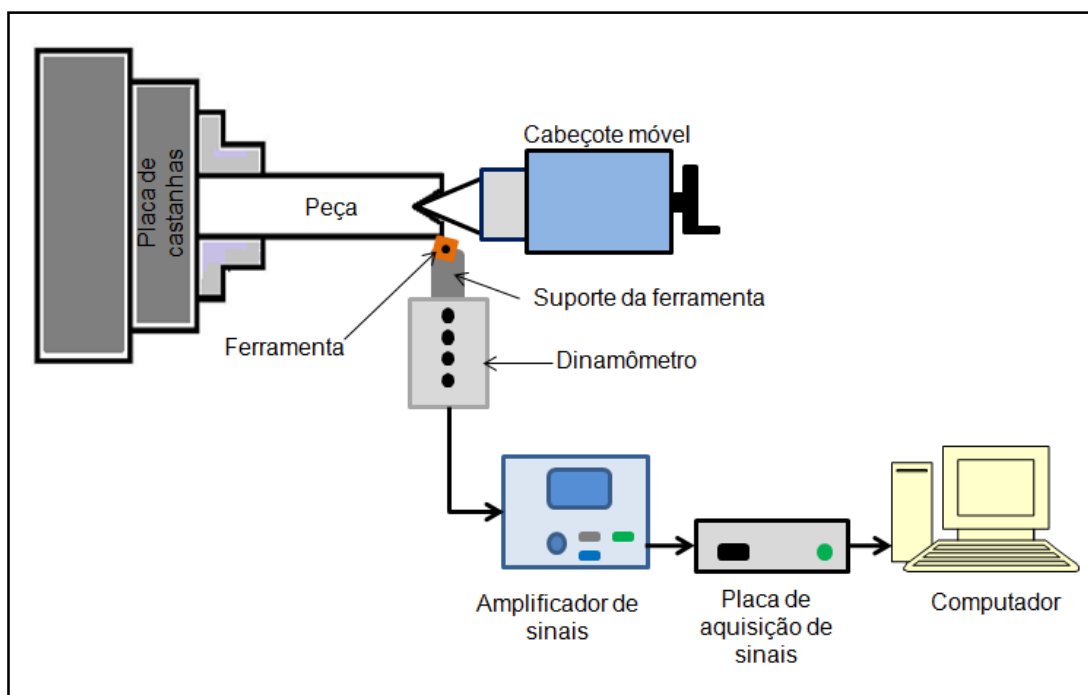 Cabeçote móvel
Placa de
castanhas
Peça
Suporte da ferramenta
Ferramenta
Dinamômetro
Amplificador de
sinais
Placa de
aquisição de
sinais
Computador